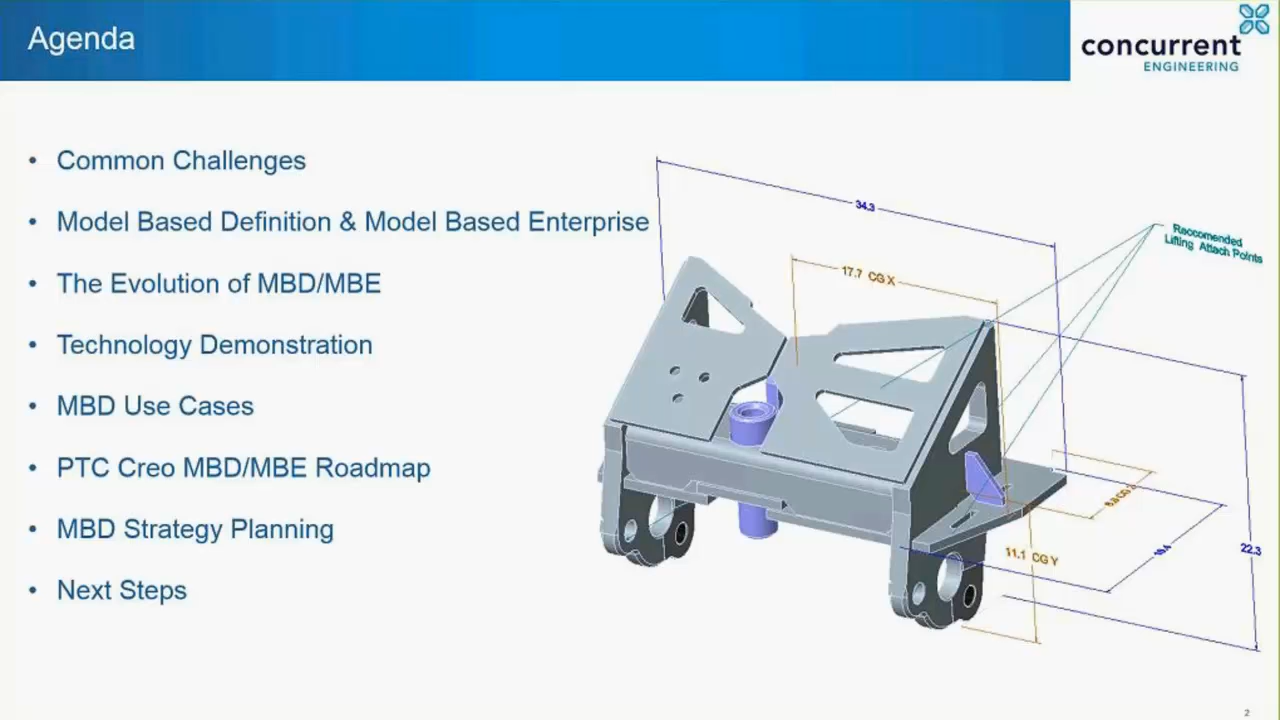 Agenda
concurrent
ENGINEERING
• Common Challenges
• Model Based Definition & Model Based Enterprise
• The Evolution of MBD/MBE
• Technology Demonstration
• MBD Use Cases
• PTC Creo MBD/MBE Roadmap
• MBD Strategy Planning
• Next Steps
34.3
17.7 CG X
Raccomended
Lifting Attach Points
11.1 CG Y
22.3
2